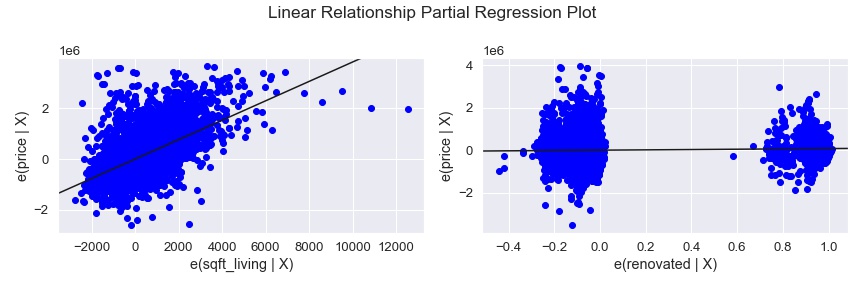 Linear Relationship Partial Regression Plot
1e6
2
0
−2
e(price | X)
−2000 0 2000 4000 6000 8000 10000 12000
e(sqft_living | X)
1e6
4
2
0
−2
e(price | X)
−0.4 −0.2 0.0 0.2 0.4 0.6 0.8 1.0
e(renovated | X)